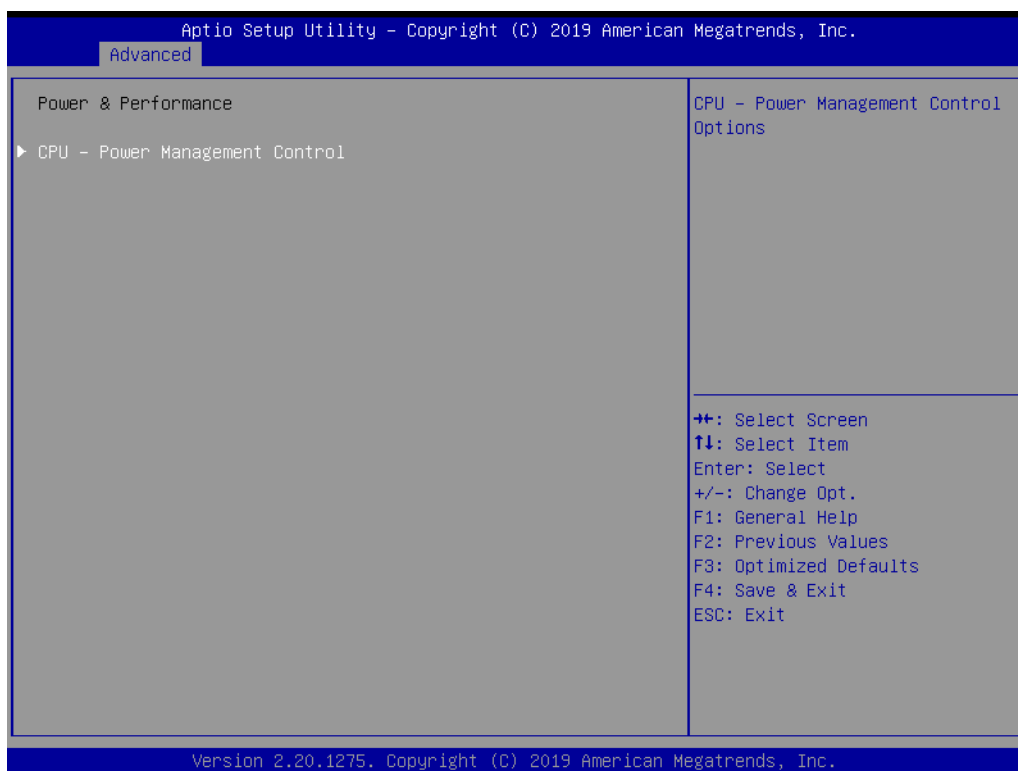 Aptio Setup Utility – Copyright (C) 2019 American Megatrends, Inc.
Advanced
Power & Performance
▶ CPU – Power Management Control
CPU – Power Management Control
Options
→←: Select Screen
↑↓: Select Item
Enter: Select
+/-: Change Opt.
F1: General Help
F2: Previous Values
F3: Optimized Defaults
F4: Save & Exit
ESC: Exit
Version 2.20.1275. Copyright (C) 2019 American Megatrends, Inc.